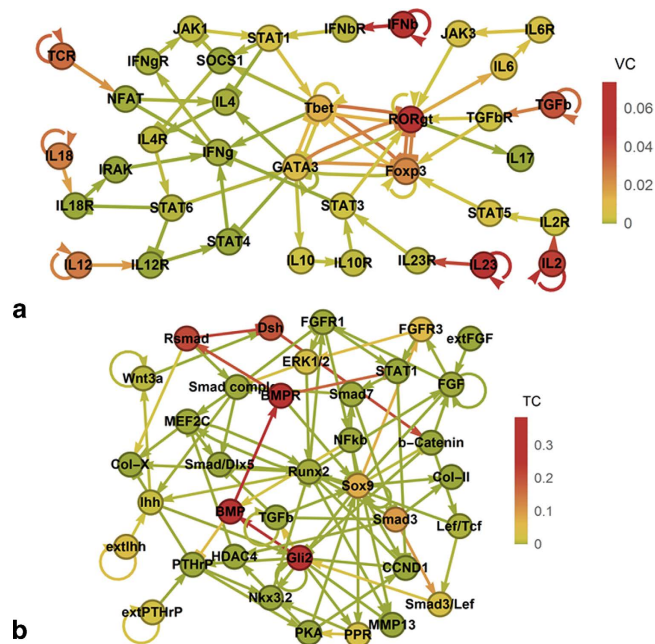 JAK1
STAT1
IFNbR
IFNb
JAK3
IL6R
TCR
IFNgR
SOCS1
IL6
VC
NFAT
IL4
Tbet
RORgt
TGFbR
TGFb
0.06
IL18
IL4R
IFNg
IL17
0.04
IRAK
GATA3
Foxp3
0.02
IL18R
STAT6
STAT3
STAT5
IL2R
0
STAT4
IL12
IL12R
IL10
IL10R
IL23R
IL23
IL2
a
Rsmad
Dsh
FGFR1
FGFR3
extFGF
ERK1/2
Wnt3a
Smad comple
BMPR
Smad7
STAT1
FGF
TC
MEF2C
NFkb
b-Catenin
0.3
Col-X
Smad/Dlx5
Runx2
Sox9
Col-II
0.2
Ihh
BMP
TGFb
Smad3
Lef/Tcf
0.1
extIhh
PTHrP
HDAC4
Gli2
CCND1
0
extPTHrP
Nkx3.2
Smad3/Lef
PKA
PPR
MMP13
b